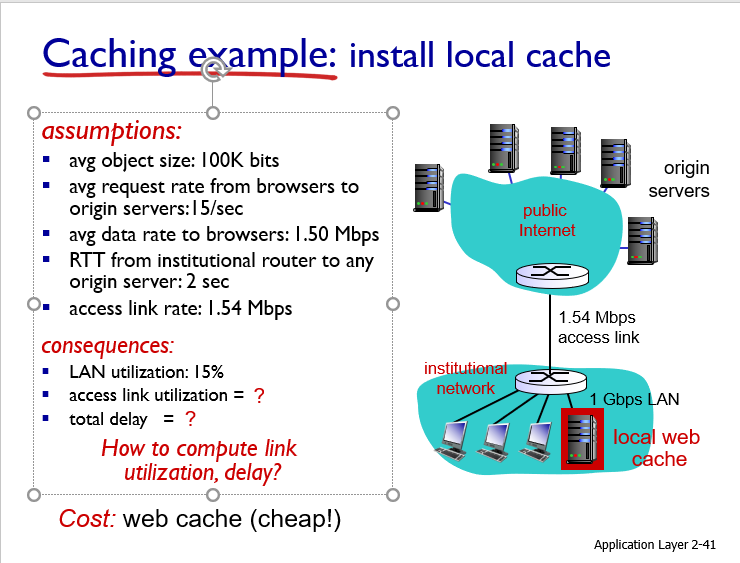 Caching example: install local cache
assumptions:
avg object size: 100K bits
avg request rate from browsers to
origin servers:15/sec
avg data rate to browsers: 1.50 Mbps
RTT from institutional router to any
origin server: 2 sec
access link rate: 1.54 Mbps
consequences:
LAN utilization: 15%
access link utilization = ?
total delay = ?
How to compute link
utilization, delay?
Cost: web cache (cheap!)
origin
servers
public
Internet
1.54 Mbps
access link
institutional
network
1 Gbps LAN
local web
cache
Application Layer 2-41